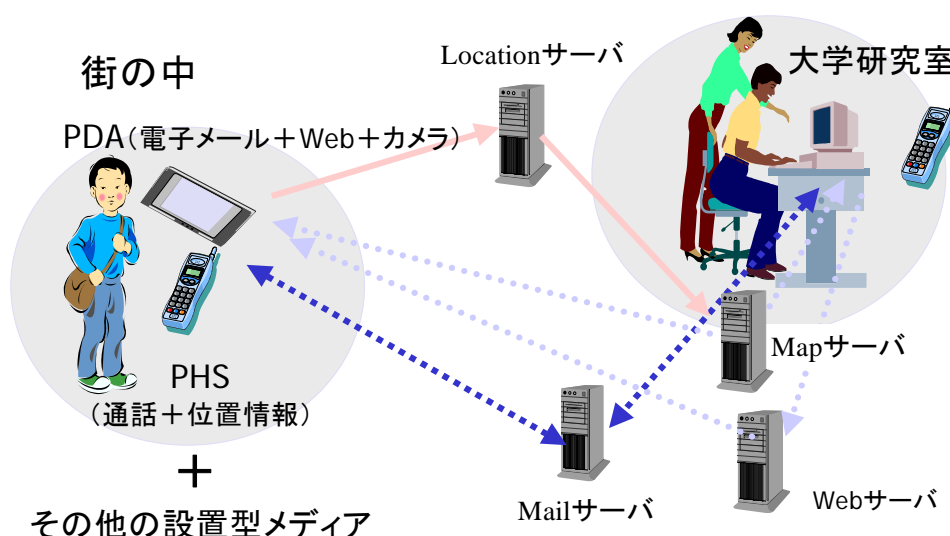 Locationサーバ
大学研究室
街の中
PDA(電子メール＋Web＋カメラ)
Mapサーバ
PHS
(通話＋位置情報)
＋
Mailサーバ
Webサーバ
その他の設置型メディア